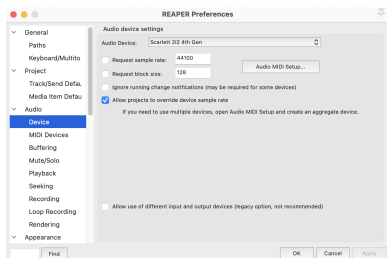 REAPER Preferences
General
Paths
Keyboard/Multito
Project
Track/Send Defau
Media Item Defau
Audio
Device
MIDI Devices
Buffering
Mute/Solo
Playback
Seeking
Recording
Loop Recording
Rendering
Appearance
Find
Audio device settings
Audio Device: Scarlett 2i2 4th Gen
Request sample rate: 44100
Request block size: 128
Audio MIDI Setup...
Ignore running change notifications (may be required for some devices)
Allow projects to override device sample rate
If you need to use multiple devices, open Audio MIDI Setup and create an aggregate device.
Allow use of different input and output devices (legacy option, not recommended)
OK Cancel Apply